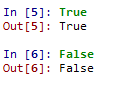 In [5]: True
Out[5]: True
In [6]: False
Out[6]: False